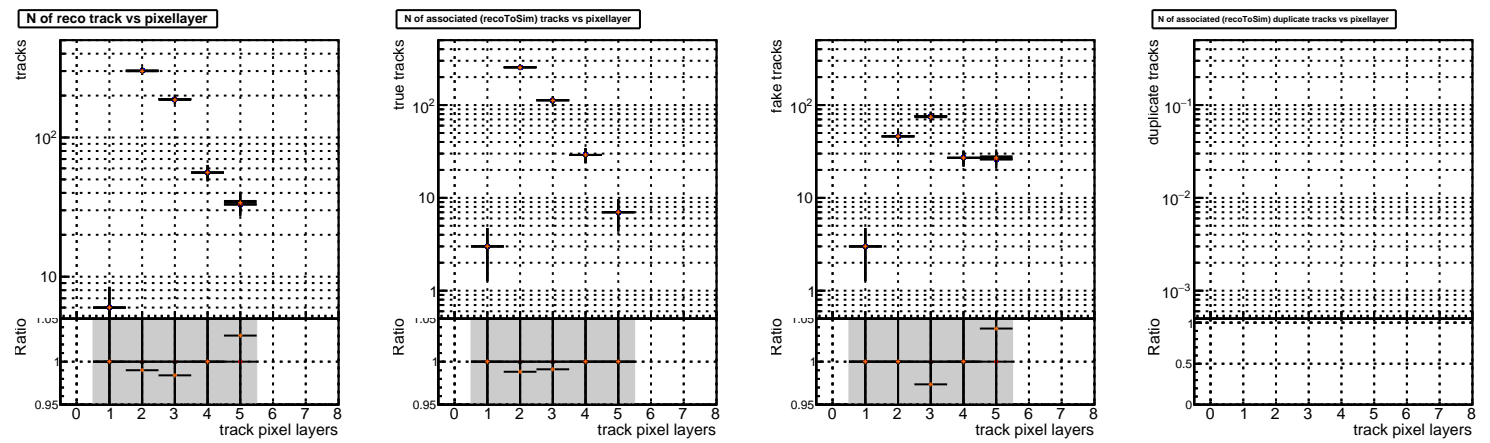 N of reco track vs pixellayer
tracks
10²
10
Ratio
1.05
1
0.95
0 1 2 3 4 5 6 7 8
track pixel layers
N of associated (recoToSim) tracks vs pixellayer
true tracks
10²
10
1
Ratio
1.05
1
0.95
0 1 2 3 4 5 6 7 8
track pixel layers
fake tracks
10²
10
1
Ratio
1.05
1
0.95
0 1 2 3 4 5 6 7 8
track pixel layers
N of associated (recoToSim) duplicate tracks vs pixellayer
duplicate tracks
10⁻¹
10⁻²
10⁻³
Ratio
1
0.5
0
0 1 2 3 4 5 6 7 8
track pixel layers